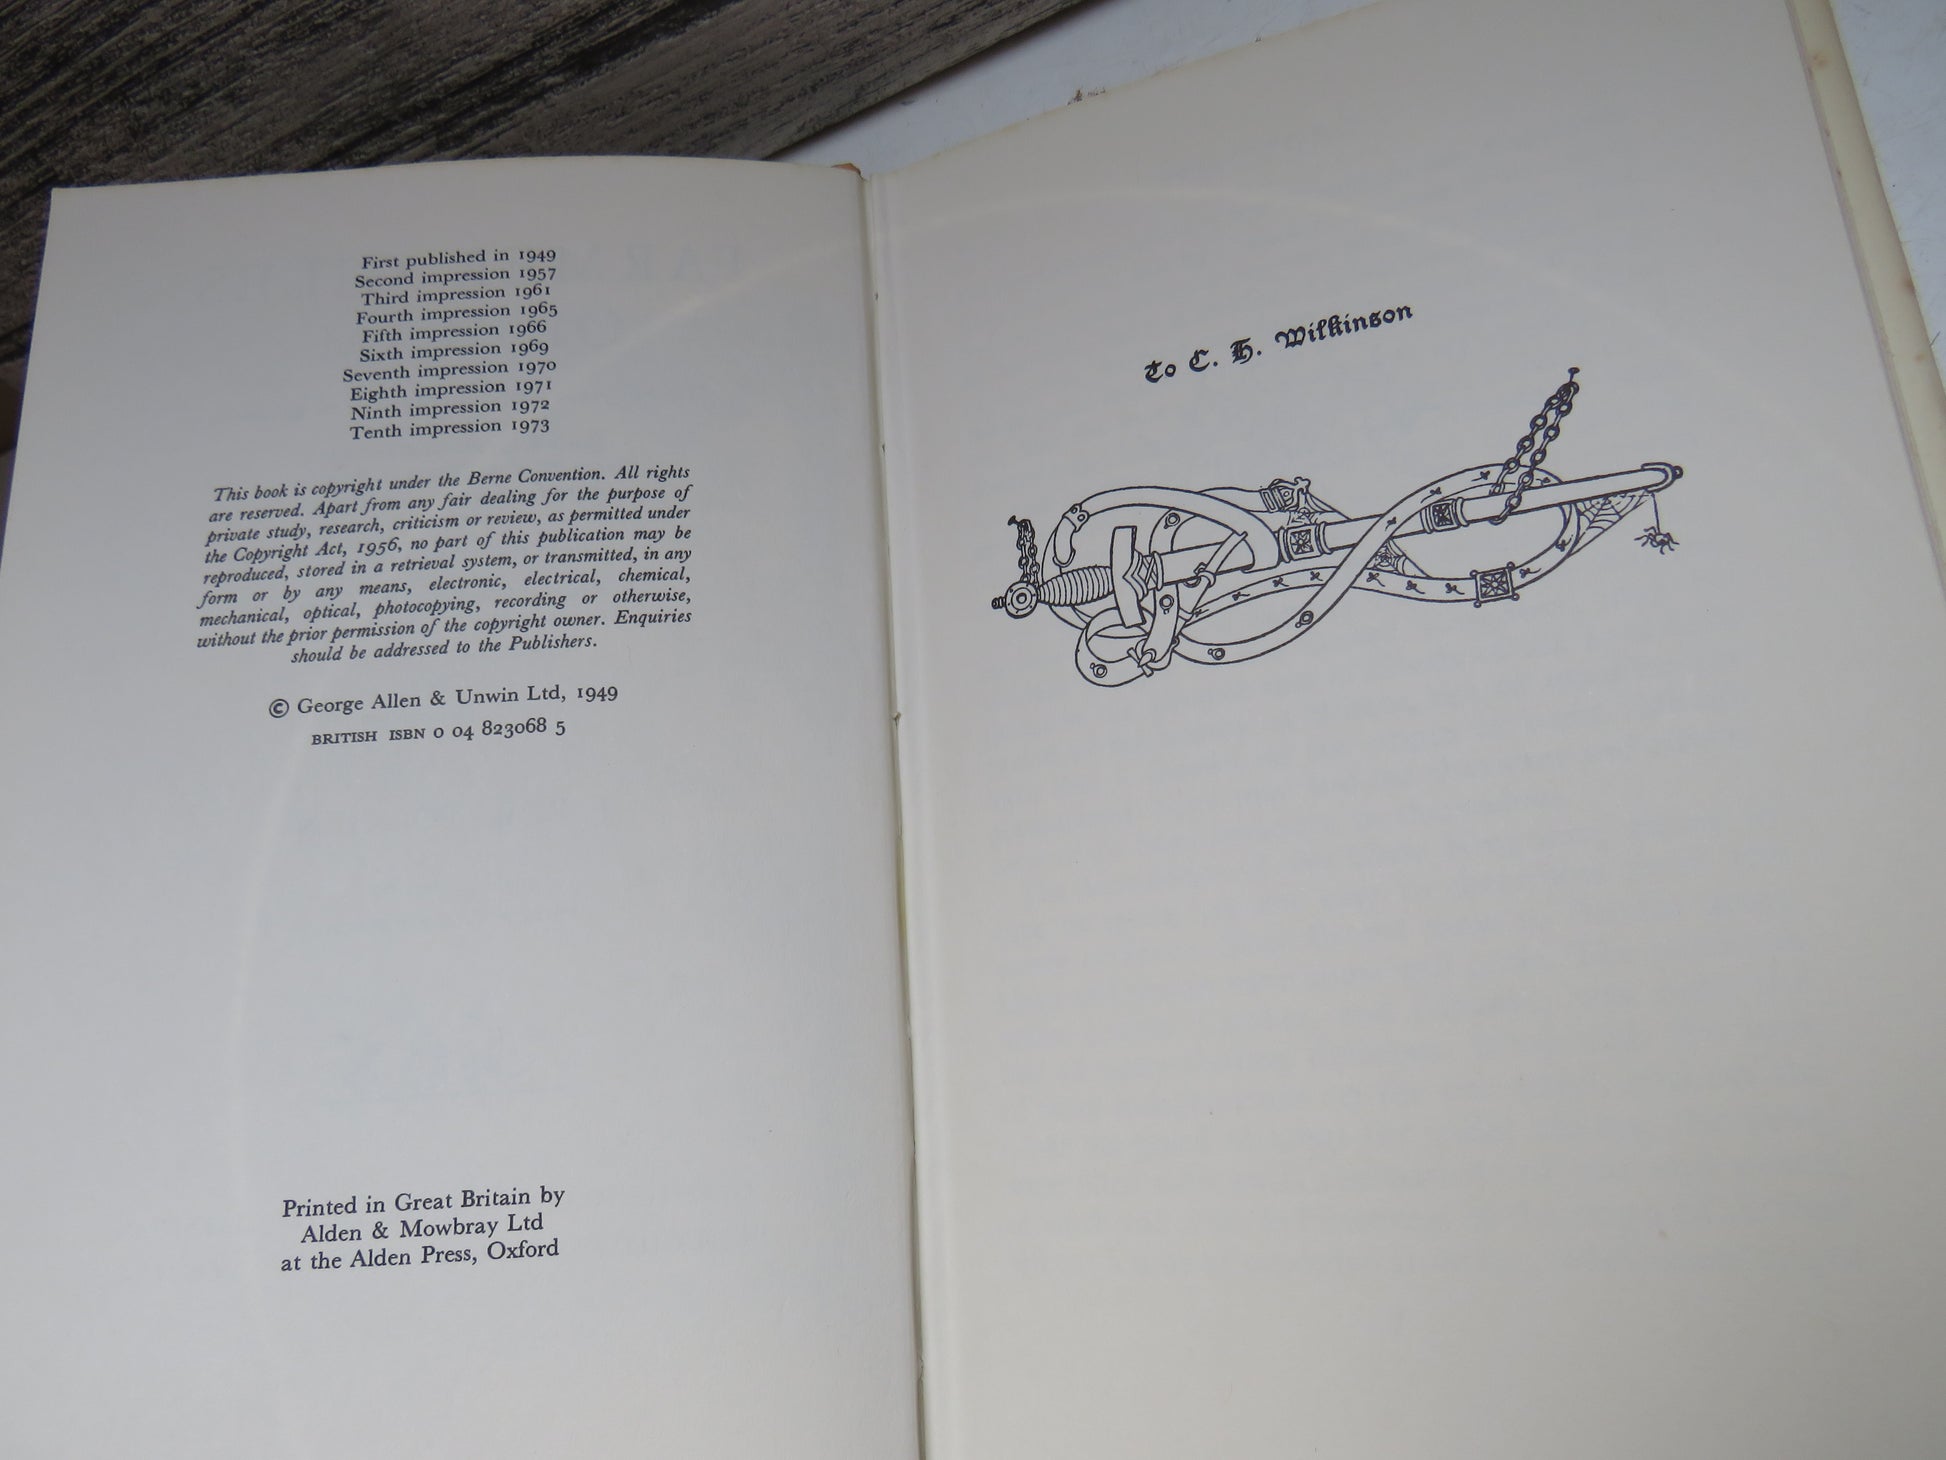 First published in 1949
Second impression 1957
Third impression 1961
Fourth impression 1965
Fifth impression 1966
Sixth impression 1969
Seventh impression 1970
Eighth impression 1971
Ninth impression 1972
Tenth impression 1973
This book is copyright under the Berne Convention. All rights
are reserved. Apart from any fair dealing for the purpose of
private study, research, criticism or review, as permitted under
the Copyright Act, 1956, no part of this publication may be
reproduced, stored in a retrieval system, or transmitted, in any
form or by any means, electronic, electrical, chemical,
mechanical, optical, photocopying, recording or otherwise,
without the prior permission of the copyright owner. Enquiries
should be addressed to the Publishers.
© George Allen & Unwin Ltd, 1949
BRITISH ISBN 0 04 823068 5
Printed in Great Britain by
Alden & Mowbray Ltd
at the Alden Press, Oxford
To C. H. Wilkinson